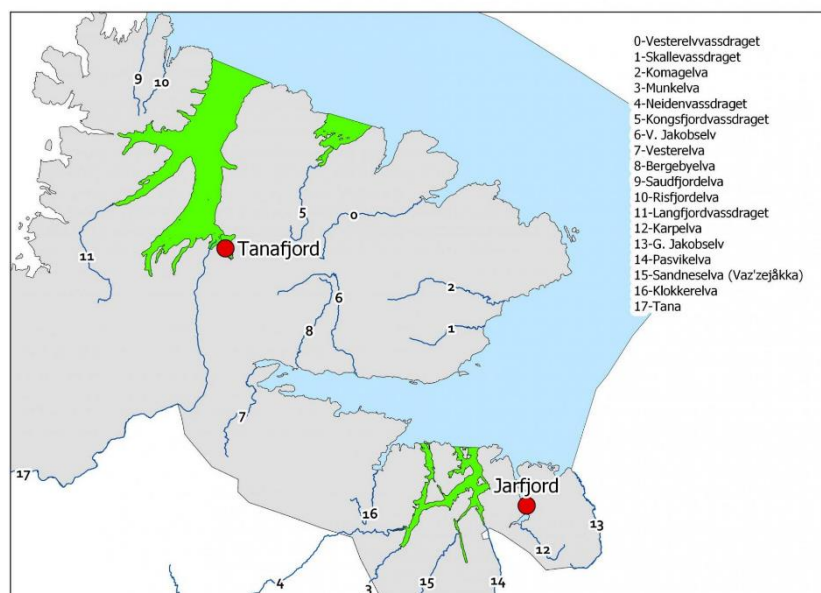 0-Vesterelvvassdraget
1-Skallevassdraget
2-Komagelva
3-Munkelva
4-Neidenvassdraget
5-Kongsfjordvassdraget
6-V. Jakobselv
7-Vesterelva
8-Bergebyelva
9-Saudfjordelva
10-Risfjordelva
11-Langfjordvassdraget
12-Karpelva
13-G. Jakobselv
14-Pasvikelva
15-Sandneselva (Vaz'zejåkka)
16-Klokkerelva
17-Tana
9
10
5
0
Tanafjord
11
2
6
8
1
7
17
Jarfjord
16
13
12
4
3
15
14